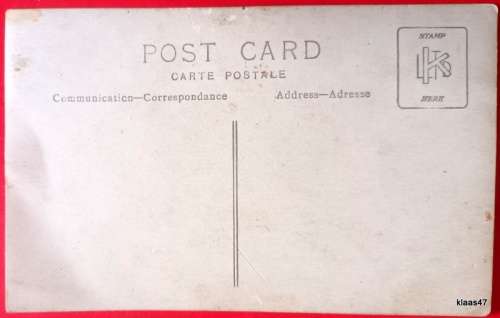 POST CARD
CARTE POSTALE
Communication—Correspondance
Address—Adresse
STAMP
HERE
klaas47